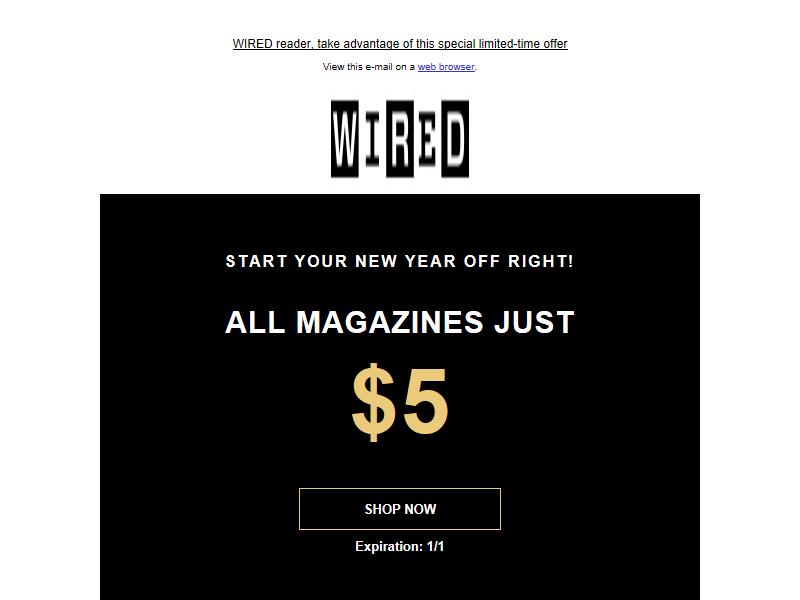 WIRED reader, take advantage of this special limited-time offer
View this e-mail on a web browser.
WIRED
START YOUR NEW YEAR OFF RIGHT!
ALL MAGAZINES JUST
$5
SHOP NOW
Expiration: 1/1